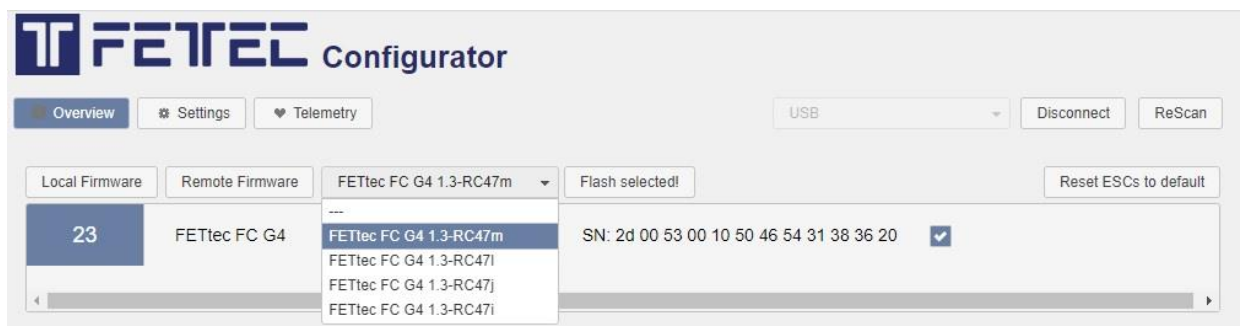 FETTEC Configurator
Overview Settings Telemetry USB Disconnect ReScan
Local Firmware Remote Firmware FETtec FC G4 1.3-RC47m Flash selected! Reset ESCs to default
---
23 FETtec FC G4 FETtec FC G4 1.3-RC47m SN: 2d 00 53 00 10 50 46 54 31 38 36 20
FETtec FC G4 1.3-RC47l
FETtec FC G4 1.3-RC47j
FETtec FC G4 1.3-RC47i